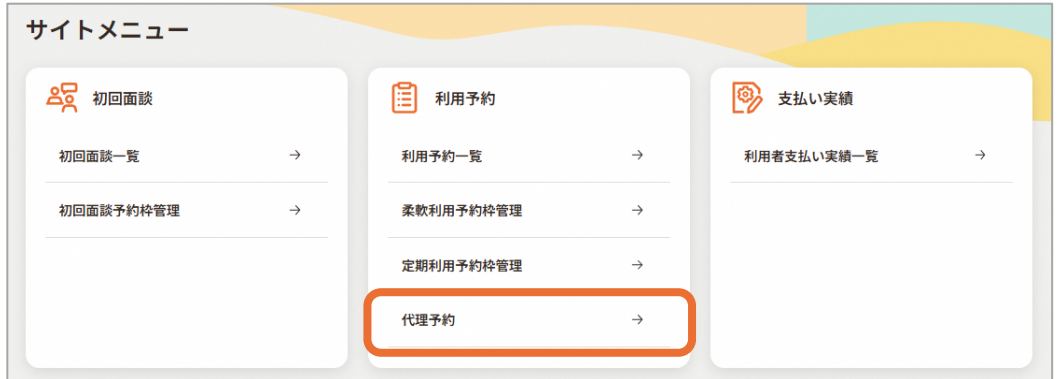 サイトメニュー
初回面談
初回面談一覧
初回面談予約枠管理
利用予約
利用予約一覧
柔軟利用予約枠管理
定期利用予約枠管理
代理予約
支払い実績
利用者支払い実績一覧